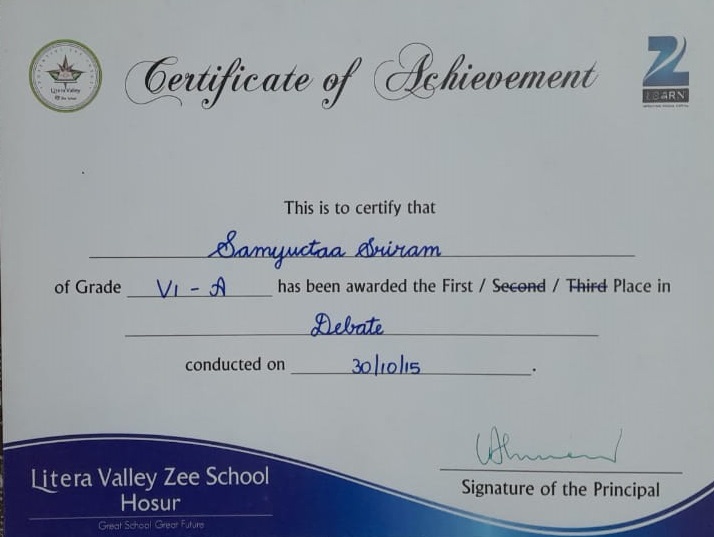 Certificate of Achievement
Litera Valley
Z
LEARN
This is to certify that
Samyuctaa Sriram
of Grade VI - A has been awarded the First / Second / Third Place in
Debate
conducted on 30/10/15.
Signature of the Principal
Litera Valley Zee School
Hosur
Great School Great Future